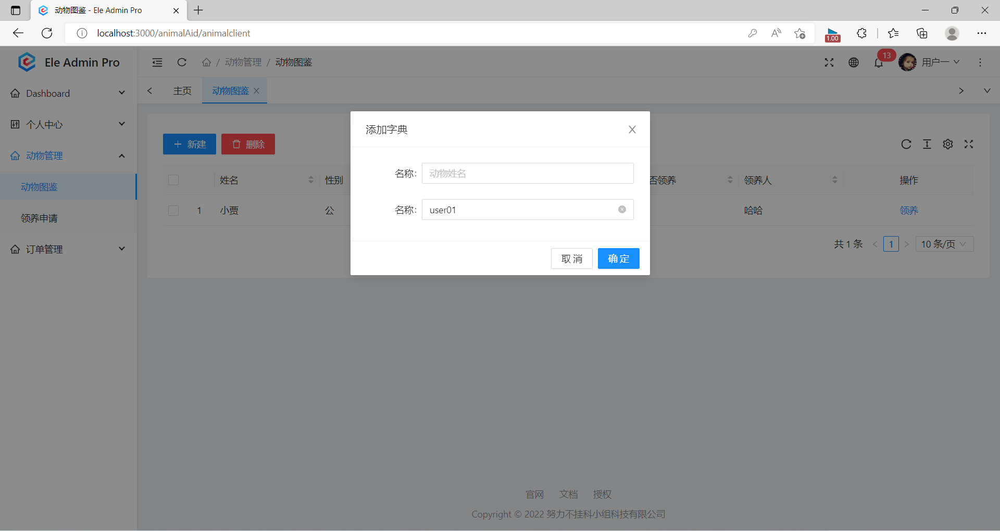 动物图鉴 - Ele Admin Pro
localhost:3000/animalAid/animalclient
1.00
Ele Admin Pro
/ 动物管理 / 动物图鉴
13
用户一
Dashboard
主页
动物图鉴
个人中心
添加字典
新建
删除
动物管理
名称:
动物姓名
姓名
性别
否领养
领养人
操作
动物图鉴
1
小贾
公
名称:
user01
哈哈
领养
领养申请
共 1 条
1
10 条/页
订单管理
取 消
确 定
官网 文档 授权
Copyright © 2022 努力不挂科小组科技有限公司